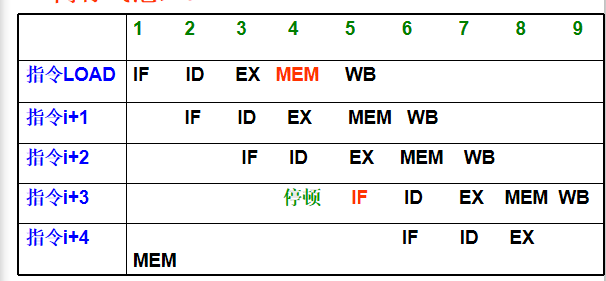 1 2 3 4 5 6 7 8 9
指令LOAD IF ID EX MEM WB
指令i+1 IF ID EX MEM WB
指令i+2 IF ID EX MEM WB
指令i+3 停顿 IF ID EX MEM WB
指令i+4 IF ID EX
MEM